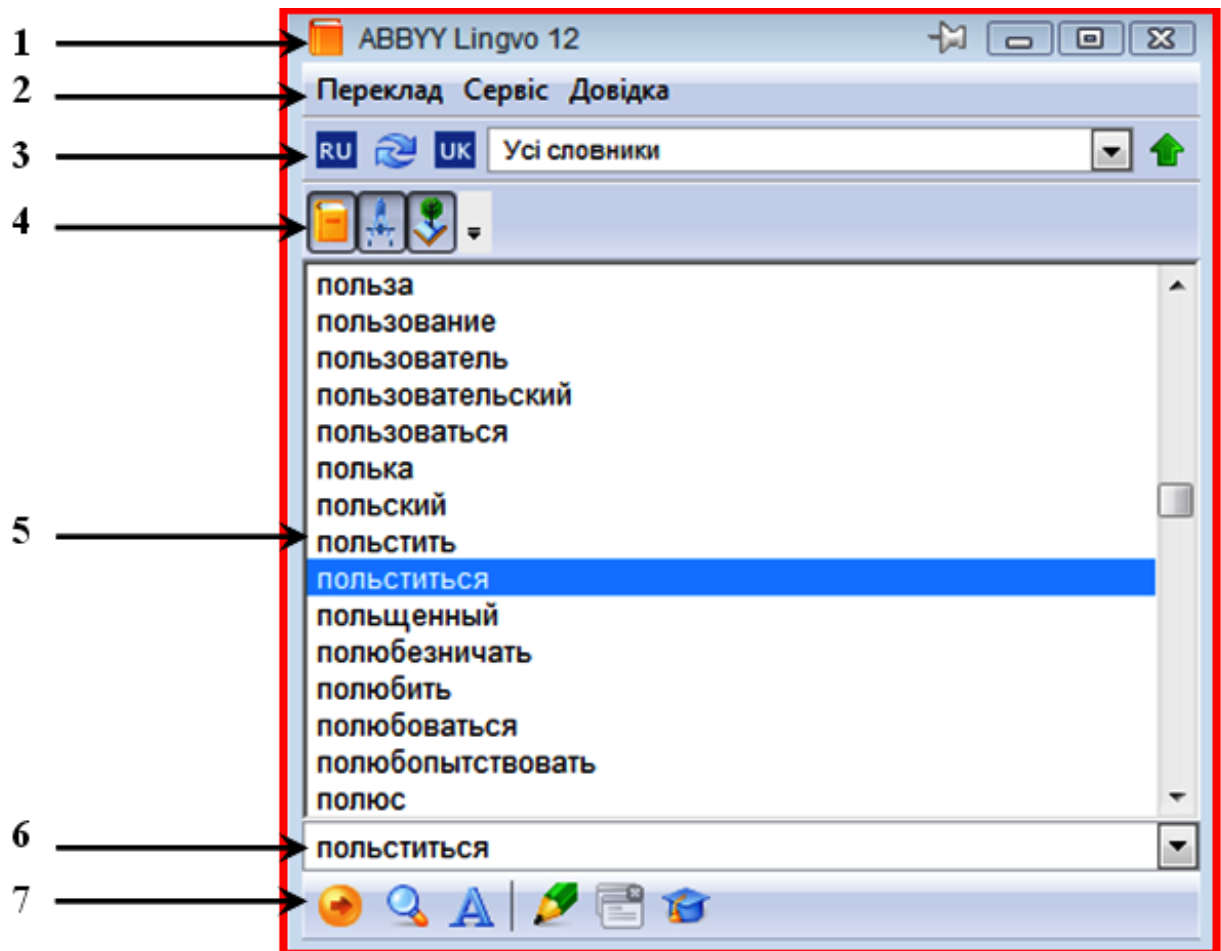 1 ABBYY Lingvo 12
2 Переклад Сервіс Довідка
3 RU UK Усі словники
4
польза
пользование
пользователь
пользовательский
пользоваться
полька
польский
5 польстить
польститься
польщенный
полюбезничать
полюбить
полюбоваться
полюбопытствовать
полюс
6 польститься
7 A